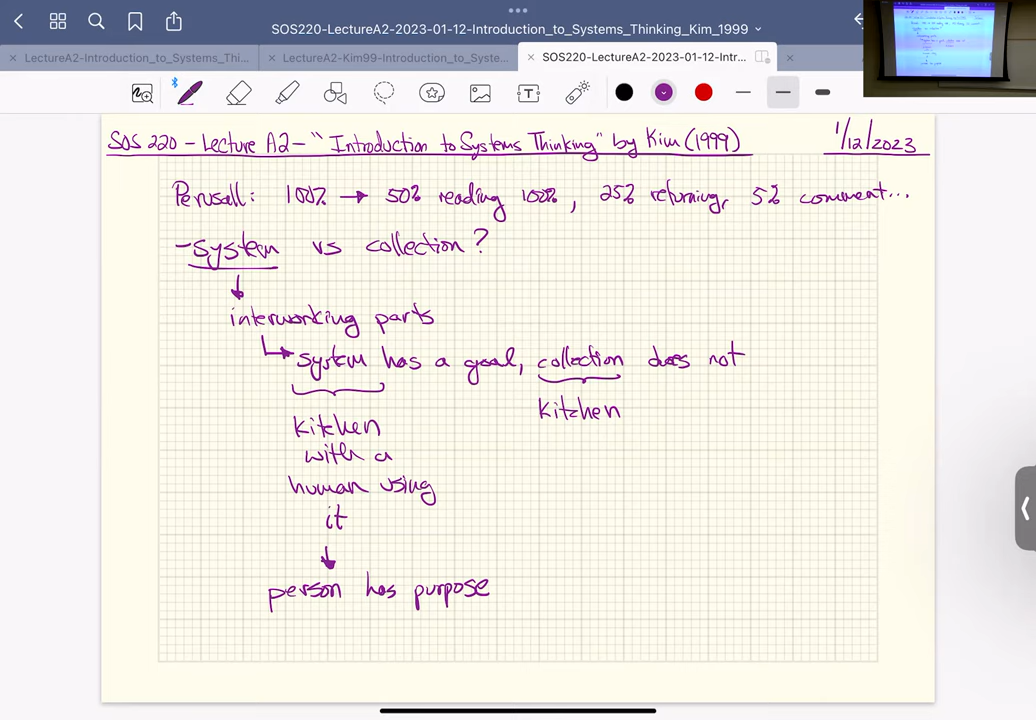 SOS220-LectureA2-2023-01-12-Introduction_to_Systems_Thinking_Kim_1999
LectureA2-Introduction_to_Systems_Thi...
LectureA2-Kim99-Introduction_to_Syste...
SOS220-LectureA2-2023-01-12-Intr...
SOS 220 - Lecture A2 - "Introduction to Systems Thinking" by Kim (1999)
1/12/2023
Perusall: 100% → 50% reading 100%, 25% returning, 5% comment...
- system vs collection?
interworking parts
system has a goal, collection does not
kitchen
kitchen
with a
human using
it
person has purpose